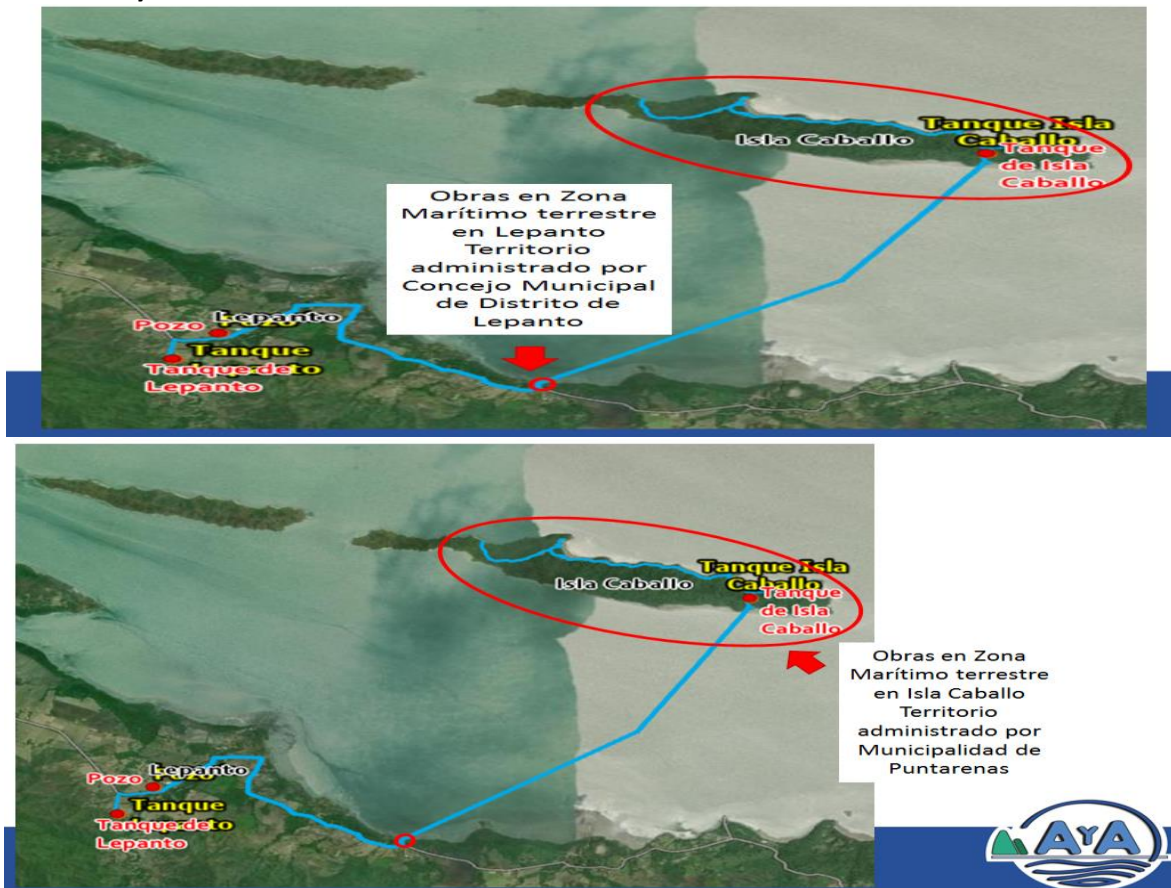 Tanque Isla
Caballo
Isla Caballo
Tanque
de Isla
Caballo
Obras en Zona
Marítimo terrestre
en Lepanto
Territorio
administrado por
Concejo Municipal
de Distrito de
Lepanto
Pozo
Lepanto
Tanque
Tanque de
Lepanto
Tanque Isla
Caballo
Isla Caballo
Tanque
de Isla
Caballo
Obras en Zona
Marítimo terrestre
en Isla Caballo
Territorio
administrado por
Municipalidad de
Puntarenas
Pozo
Lepanto
Tanque
Tanque de
Lepanto
AyA